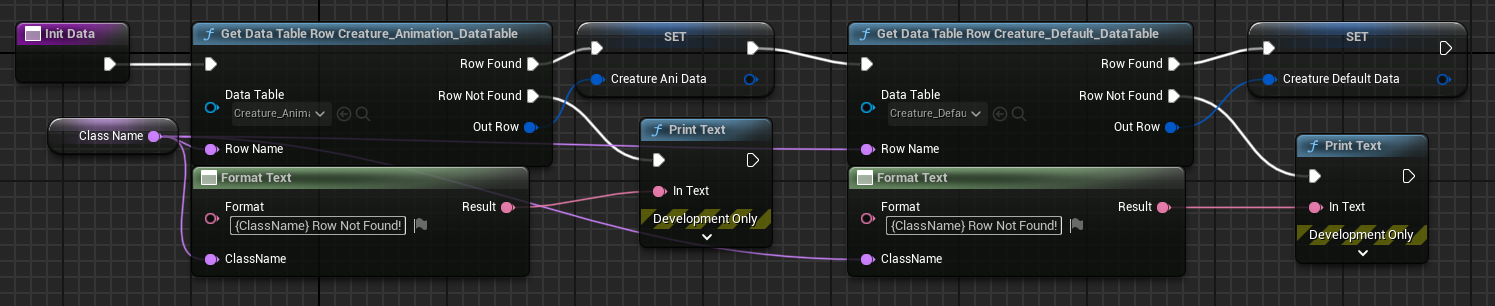 Init Data
Class Name
Get Data Table Row Creature_Animation_DataTable
Row Found
Data Table
Creature_Anima
Row Not Found
Out Row
Row Name
Format Text
Format
{ClassName} Row Not Found!
Result
ClassName
SET
Creature Ani Data
Print Text
In Text
Development Only
Get Data Table Row Creature_Default_DataTable
Row Found
Data Table
Creature_Defau
Row Not Found
Out Row
Row Name
Format Text
Format
{ClassName} Row Not Found!
Result
ClassName
SET
Creature Default Data
Print Text
In Text
Development Only